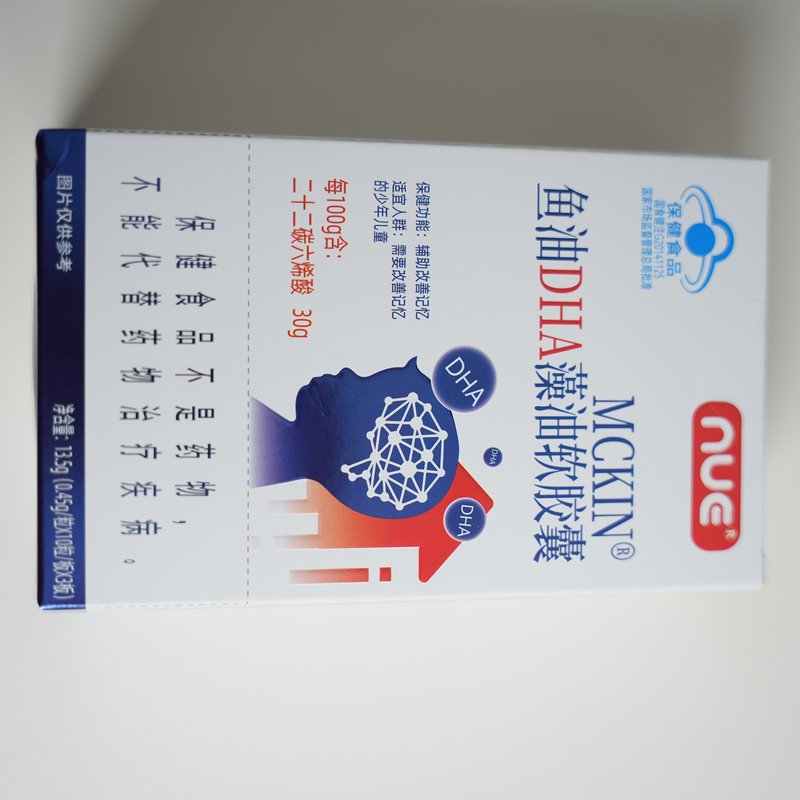 保健食品
国食健注G20141125
国家市场监督管理总局批准
nue®
MCKIN®
鱼油DHA藻油软胶囊
保健功能：辅助改善记忆
适宜人群：需要改善记忆
的少年儿童
每100g含：
二十二碳六烯酸 30g
DHA
DHA
DHA
保健食品不是药物，
不能代替药物治疗疾病。
图片仅供参考
净含量：13.5g (0.45g/粒X10粒/板X3板)